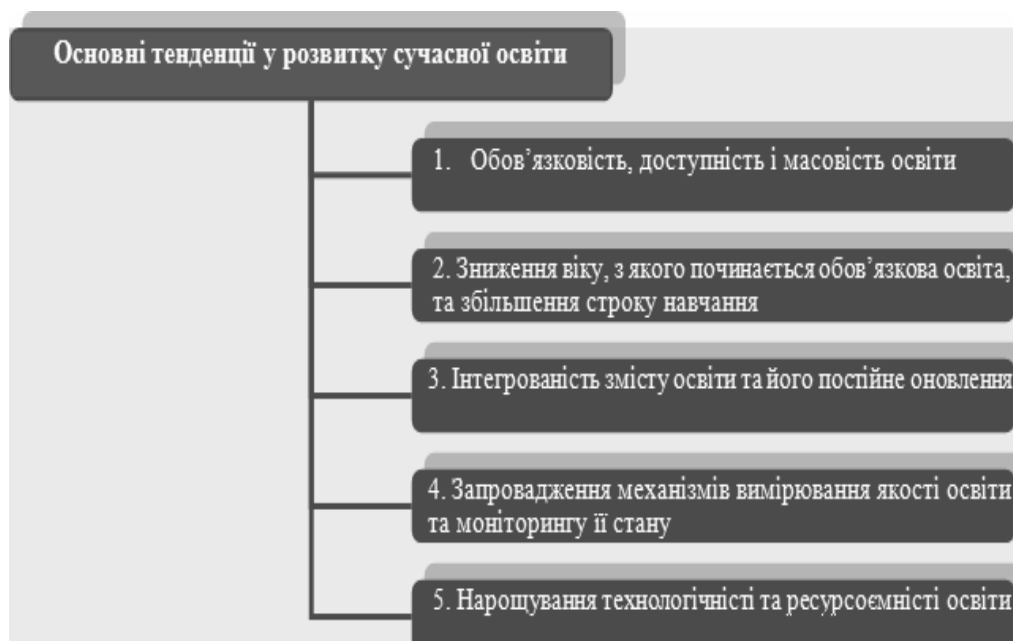 Основні тенденції у розвитку сучасної освіти
1. Обов’язковість, доступність і масовість освіти
2. Зниження віку, з якого починається обов’язкова освіта,
та збільшення строку навчання
3. Інтегрованість змісту освіти та його постійне оновлення
4. Запровадження механізмів вимірювання якості освіти
та моніторингу її стану
5. Нарощування технологічністі та ресурсоємністі освіти